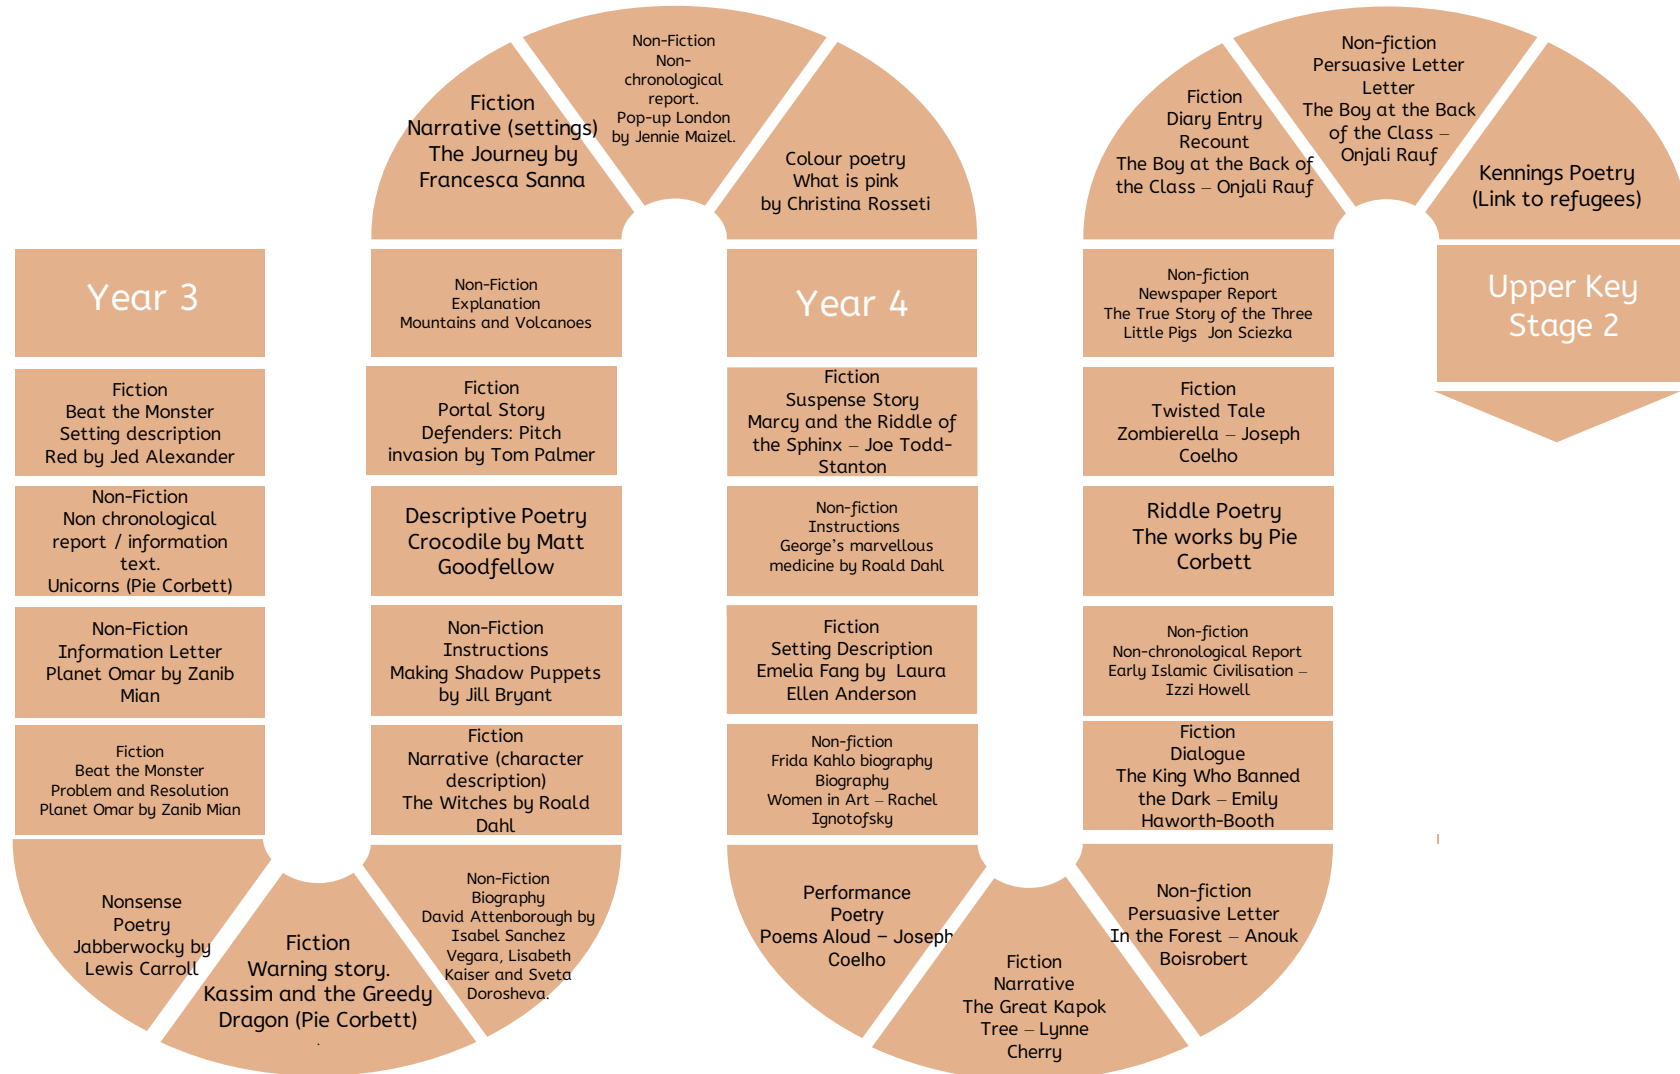 Year 3
Fiction
Beat the Monster
Setting description
Red by Jed Alexander
Non-Fiction
Non chronological
report / information
text.
Unicorns (Pie Corbett)
Non-Fiction
Information Letter
Planet Omar by Zanib
Mian
Fiction
Beat the Monster
Problem and Resolution
Planet Omar by Zanib Mian
Nonsense
Poetry
Jabberwocky by
Lewis Carroll
Fiction
Warning story.
Kassim and the Greedy
Dragon (Pie Corbett)
.
Non-Fiction
Biography
David Attenborough by
Isabel Sanchez
Vegara, Lisabeth
Kaiser and Sveta
Dorosheva.
Fiction
Narrative (character
description)
The Witches by Roald
Dahl
Non-Fiction
Instructions
Making Shadow Puppets
by Jill Bryant
Descriptive Poetry
Crocodile by Matt
Goodfellow
Fiction
Portal Story
Defenders: Pitch
invasion by Tom Palmer
Non-Fiction
Explanation
Mountains and Volcanoes
Fiction
Narrative (settings)
The Journey by
Francesca Sanna
Non-Fiction
Non-
chronological
report.
Pop-up London
by Jennie Maizel.
Colour poetry
What is pink
by Christina Rosseti
Year 4
Fiction
Suspense Story
Marcy and the Riddle of
the Sphinx – Joe Todd-
Stanton
Non-fiction
Instructions
George's marvellous
medicine by Roald Dahl
Fiction
Setting Description
Emelia Fang by Laura
Ellen Anderson
Non-fiction
Frida Kahlo biography
Biography
Women in Art – Rachel
Ignotofsky
Performance
Poetry
Poems Aloud – Joseph
Coelho
Fiction
Narrative
The Great Kapok
Tree – Lynne
Cherry
Non-fiction
Persuasive Letter
In the Forest – Anouk
Boisrobert
Fiction
Dialogue
The King Who Banned
the Dark – Emily
Haworth-Booth
Non-fiction
Non-chronological Report
Early Islamic Civilisation –
Izzi Howell
Riddle Poetry
The works by Pie
Corbett
Fiction
Twisted Tale
Zombierella – Joseph
Coelho
Non-fiction
Newspaper Report
The True Story of the Three
Little Pigs Jon Sciezka
Fiction
Diary Entry
Recount
The Boy at the Back of
the Class – Onjali Rauf
Non-fiction
Persuasive Letter
Letter
The Boy at the Back
of the Class –
Onjali Rauf
Kennings Poetry
(Link to refugees)
Upper Key
Stage 2